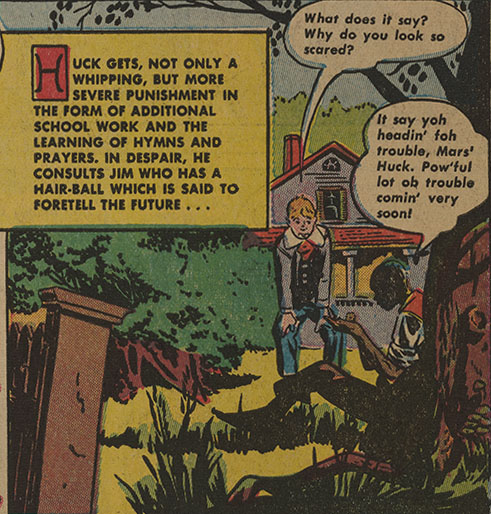 HUCK GETS, NOT ONLY A
WHIPPING, BUT MORE
SEVERE PUNISHMENT IN
THE FORM OF ADDITIONAL
SCHOOL WORK AND THE
LEARNING OF HYMNS AND
PRAYERS. IN DESPAIR, HE
CONSULTS JIM WHO HAS A
HAIR-BALL WHICH IS SAID TO
FORETELL THE FUTURE . . .
What does it say?
Why do you look so
scared?
It say yoh
headin' foh
trouble, Mars'
Huck. Pow'ful
lot ob trouble
comin' very
soon!